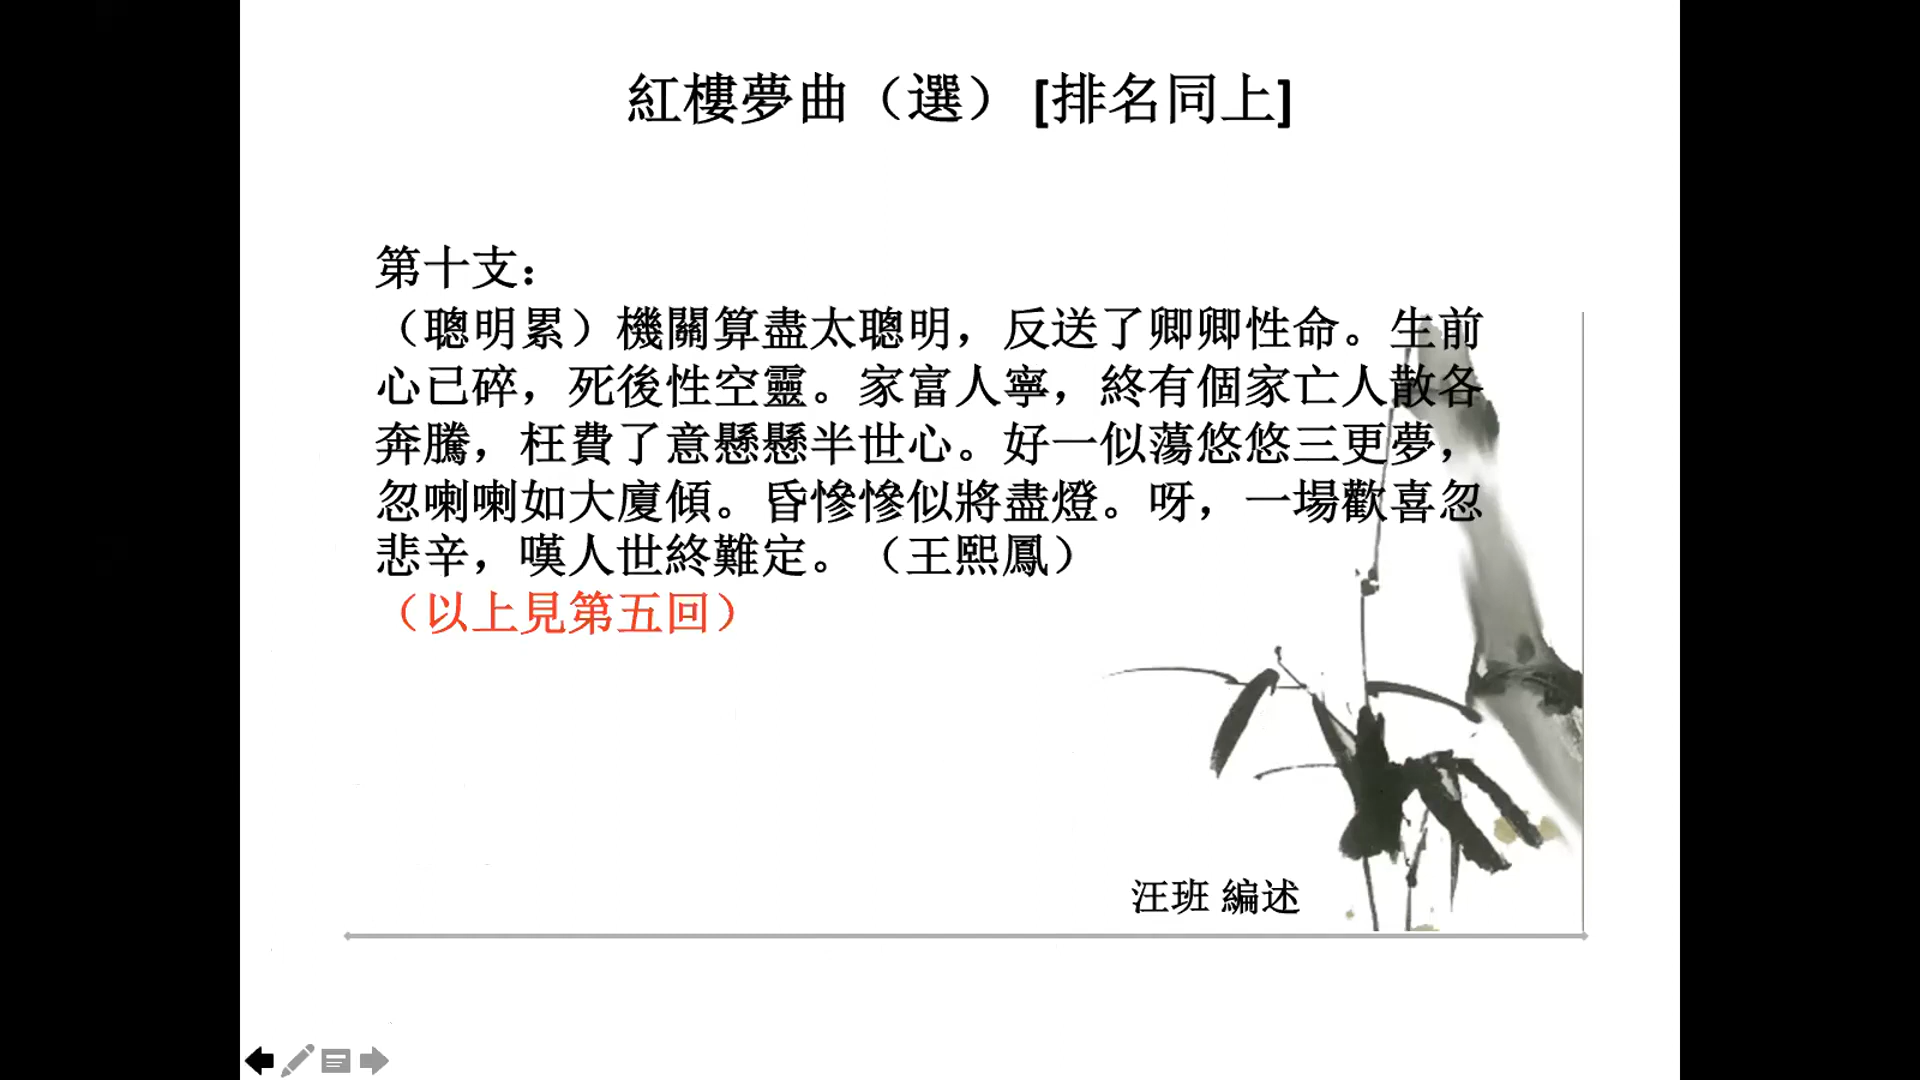 紅樓夢曲（選） [排名同上]
第十支：
（聰明累）機關算盡太聰明，反送了卿卿性命。生前
心已碎，死後性空靈。家富人寧，終有個家亡人散各
奔騰，枉費了意懸懸半世心。好一似蕩悠悠三更夢，
忽喇喇如大廈傾。昏慘慘似將盡燈。呀，一場歡喜忽
悲辛，嘆人世終難定。（王熙鳳）
（以上見第五回）
汪班 編述